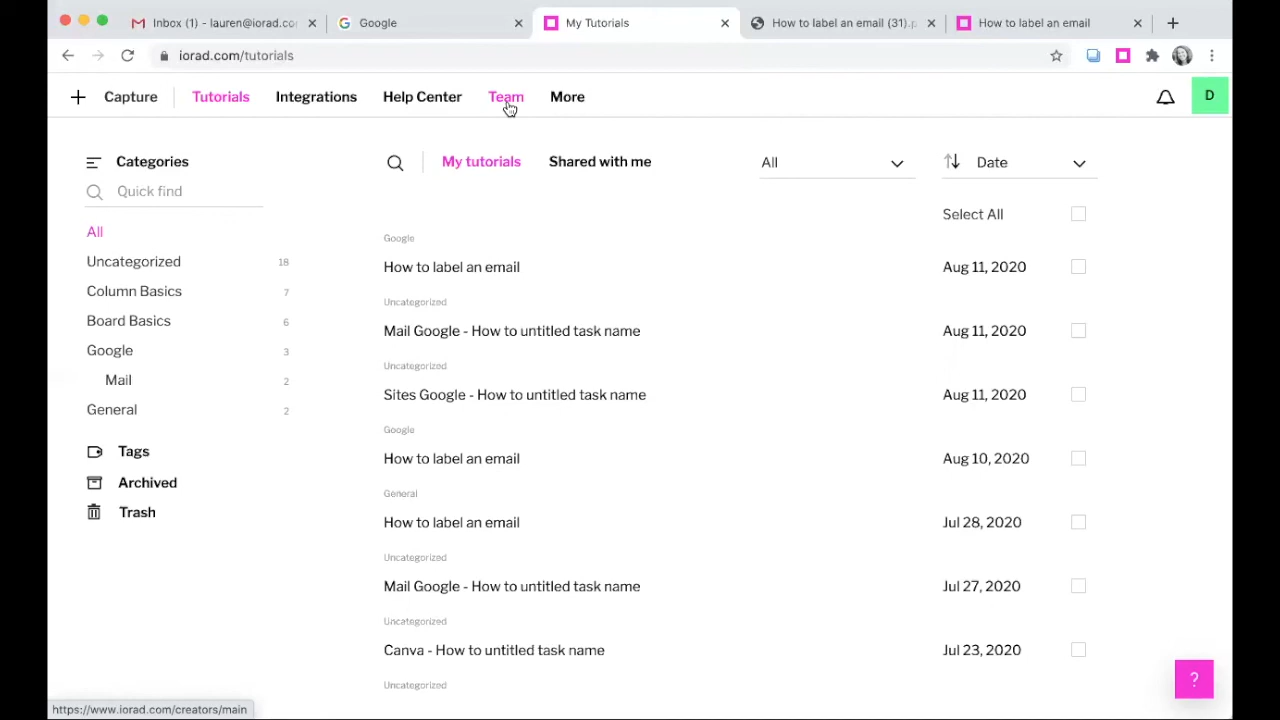 Inbox (1) - lauren@iorad.co
Google
My Tutorials
How to label an email (31).p
How to label an email
iorad.com/tutorials
Capture
Tutorials
Integrations
Help Center
Team
More
D
Categories
Quick find
All
Uncategorized 18
Column Basics 7
Board Basics 6
Google 3
Mail 2
General 2
Tags
Archived
Trash
My tutorials
Shared with me
All
Date
Select All
Google
How to label an email Aug 11, 2020
Uncategorized
Mail Google - How to untitled task name Aug 11, 2020
Uncategorized
Sites Google - How to untitled task name Aug 11, 2020
Google
How to label an email Aug 10, 2020
General
How to label an email Jul 28, 2020
Uncategorized
Mail Google - How to untitled task name Jul 27, 2020
Uncategorized
Canva - How to untitled task name Jul 23, 2020
Uncategorized
?
https://www.iorad.com/creators/main